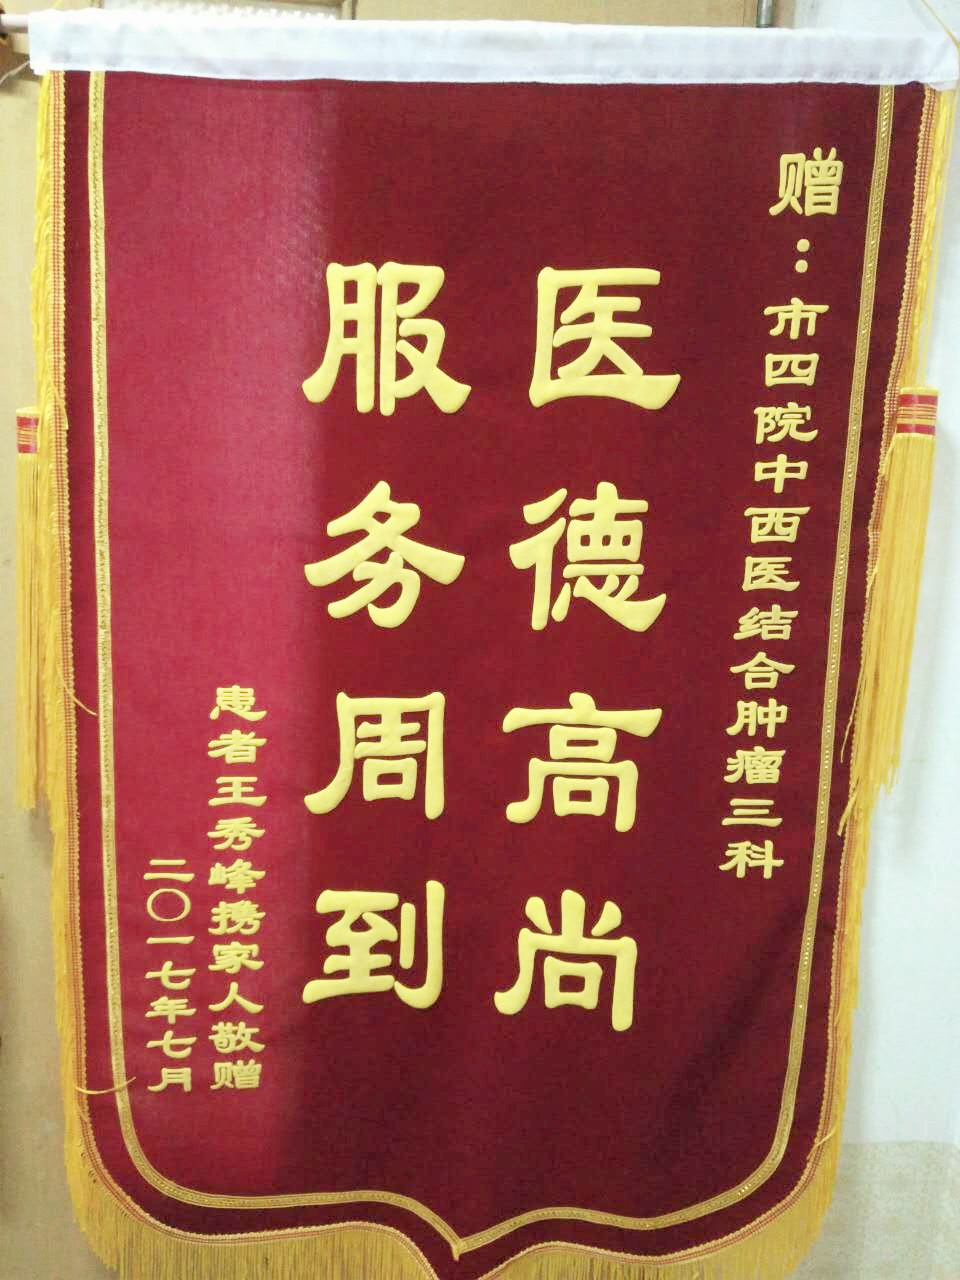 赠：市四院中西医结合肿瘤三科
医德高尚
服务周到
患者王秀峰携家人敬赠
二〇一七年七月